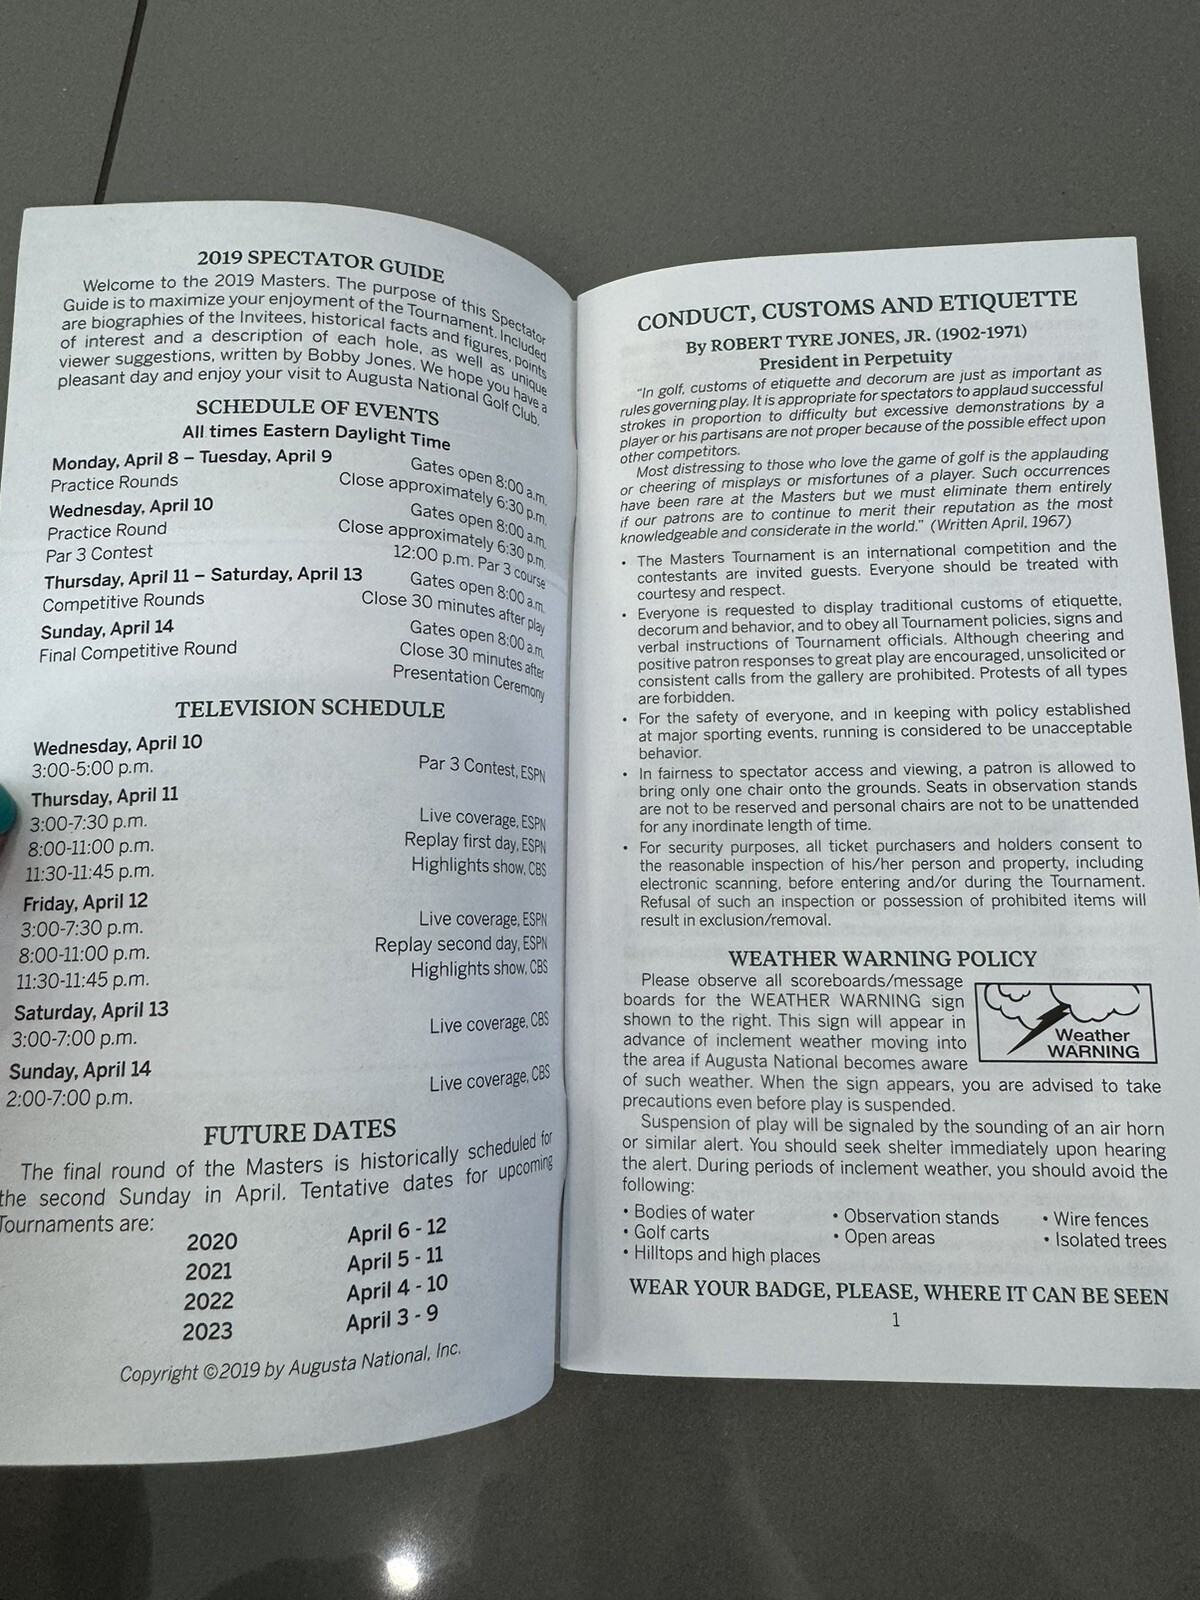 2019 SPECTATOR GUIDE
Welcome to the 2019 Masters. The purpose of this Spectator
Guide is to maximize your enjoyment of the Tournament. Included
are biographies of the Invitees, historical facts and figures, points
of interest and a description of each hole, as well as unique
viewer suggestions, written by Bobby Jones. We hope you have a
pleasant day and enjoy your visit to Augusta National Golf Club.
SCHEDULE OF EVENTS
All times Eastern Daylight Time
Monday, April 8 – Tuesday, April 9
Practice Rounds Gates open 8:00 a.m.
Close approximately 6:30 p.m.
Wednesday, April 10
Practice Round Gates open 8:00 a.m.
Close approximately 6:30 p.m.
Par 3 Contest 12:00 p.m. Par 3 course
Thursday, April 11 – Saturday, April 13
Competitive Rounds Gates open 8:00 a.m.
Close 30 minutes after play
Sunday, April 14
Final Competitive Round Gates open 8:00 a.m.
Close 30 minutes after
Presentation Ceremony
TELEVISION SCHEDULE
Wednesday, April 10
3:00-5:00 p.m. Par 3 Contest, ESPN
Thursday, April 11
3:00-7:30 p.m. Live coverage, ESPN
8:00-11:00 p.m. Replay first day, ESPN
11:30-11:45 p.m. Highlights show, CBS
Friday, April 12
3:00-7:30 p.m. Live coverage, ESPN
8:00-11:00 p.m. Replay second day, ESPN
11:30-11:45 p.m. Highlights show, CBS
Saturday, April 13
3:00-7:00 p.m. Live coverage, CBS
Sunday, April 14
2:00-7:00 p.m. Live coverage, CBS
FUTURE DATES
The final round of the Masters is historically scheduled for
the second Sunday in April. Tentative dates for upcoming
Tournaments are:
2020 April 6 - 12
2021 April 5 - 11
2022 April 4 - 10
2023 April 3 - 9
Copyright ©2019 by Augusta National, Inc.
CONDUCT, CUSTOMS AND ETIQUETTE
By ROBERT TYRE JONES, JR. (1902-1971)
President in Perpetuity
"In golf, customs of etiquette and decorum are just as important as
rules governing play. It is appropriate for spectators to applaud successful
strokes in proportion to difficulty but excessive demonstrations by a
player or his partisans are not proper because of the possible effect upon
other competitors.
Most distressing to those who love the game of golf is the applauding
or cheering of misplays or misfortunes of a player. Such occurrences
have been rare at the Masters but we must eliminate them entirely
if our patrons are to continue to merit their reputation as the most
knowledgeable and considerate in the world." (Written April, 1967)
• The Masters Tournament is an international competition and the
contestants are invited guests. Everyone should be treated with
courtesy and respect.
• Everyone is requested to display traditional customs of etiquette,
decorum and behavior, and to obey all Tournament policies, signs and
verbal instructions of Tournament officials. Although cheering and
positive patron responses to great play are encouraged, unsolicited or
consistent calls from the gallery are prohibited. Protests of all types
are forbidden.
• For the safety of everyone, and in keeping with policy established
at major sporting events, running is considered to be unacceptable
behavior.
• In fairness to spectator access and viewing, a patron is allowed to
bring only one chair onto the grounds. Seats in observation stands
are not to be reserved and personal chairs are not to be unattended
for any inordinate length of time.
• For security purposes, all ticket purchasers and holders consent to
the reasonable inspection of his/her person and property, including
electronic scanning, before entering and/or during the Tournament.
Refusal of such an inspection or possession of prohibited items will
result in exclusion/removal.
WEATHER WARNING POLICY
Please observe all scoreboards/message
boards for the WEATHER WARNING sign
shown to the right. This sign will appear in
advance of inclement weather moving into
the area if Augusta National becomes aware
of such weather. When the sign appears, you are advised to take
precautions even before play is suspended.
Weather
WARNING
Suspension of play will be signaled by the sounding of an air horn
or similar alert. You should seek shelter immediately upon hearing
the alert. During periods of inclement weather, you should avoid the
following:
• Bodies of water • Observation stands • Wire fences
• Golf carts • Open areas • Isolated trees
• Hilltops and high places
WEAR YOUR BADGE, PLEASE, WHERE IT CAN BE SEEN
1